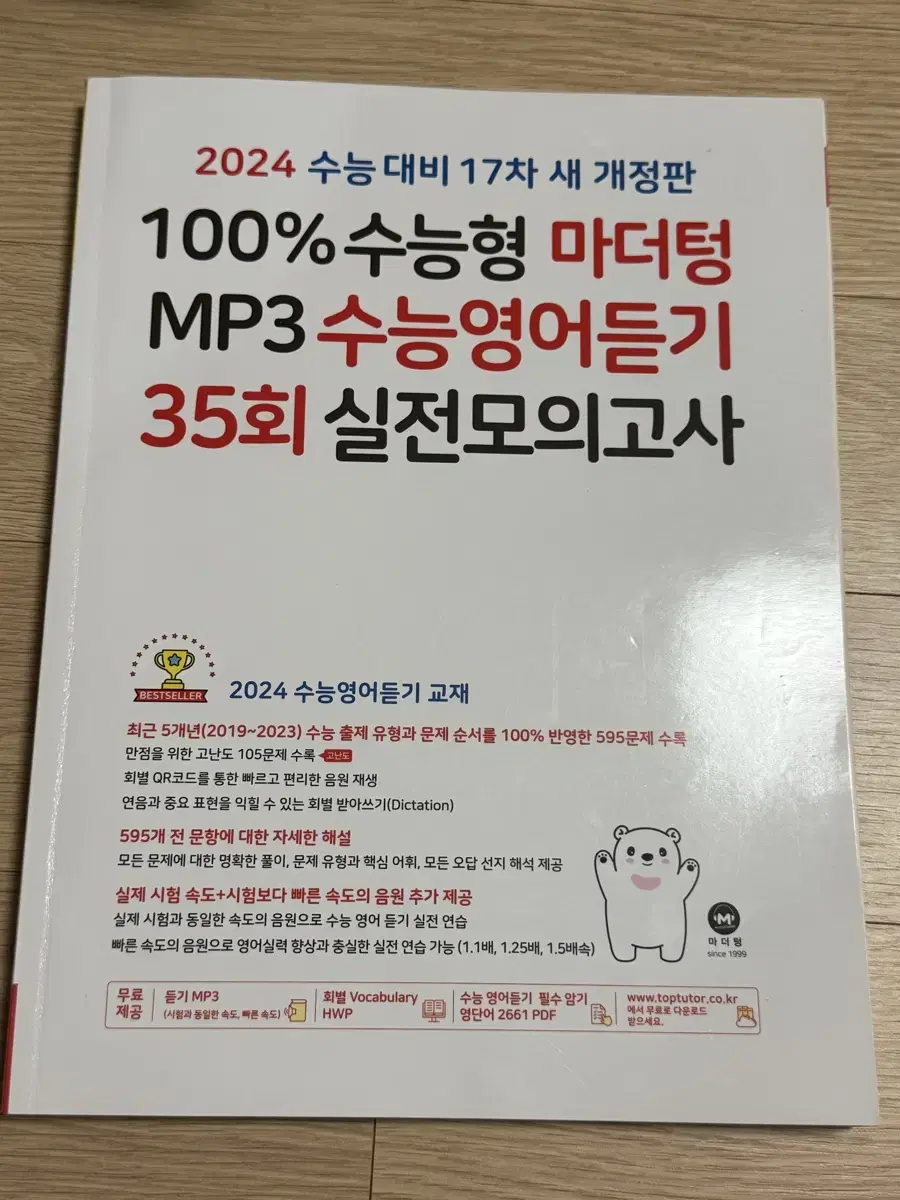 2024 수능 대비 17차 새 개정판
100% 수능형 마더텅
MP3 수능영어듣기
35회 실전모의고사
BESTSELLER
2024 수능영어듣기 교재
최근 5개년(2019~2023) 수능 출제 유형과 문제 순서를 100% 반영한 595문제 수록
만점을 위한 고난도 105문제 수록 고난도
회별 QR코드를 통한 빠르고 편리한 음원 재생
연음과 중요 표현을 익힐 수 있는 회별 받아쓰기(Dictation)
595개 전 문항에 대한 자세한 해설
모든 문제에 대한 명확한 풀이, 문제 유형과 핵심 어휘, 모든 오답 선지 해석 제공
실제 시험 속도+시험보다 빠른 속도의 음원 추가 제공
실제 시험과 동일한 속도의 음원으로 수능 영어 듣기 실전 연습
빠른 속도의 음원으로 영어실력 향상과 충실한 실전 연습 가능 (1.1배, 1.25배, 1.5배속)
M
마더텅
since 1999
무료
제공
듣기 MP3
(시험과 동일한 속도, 빠른 속도)
회별 Vocabulary
HWP
수능 영어듣기 필수 암기
영단어 2661 PDF
www.toptutor.co.kr
에서 무료로 다운로드
받으세요.